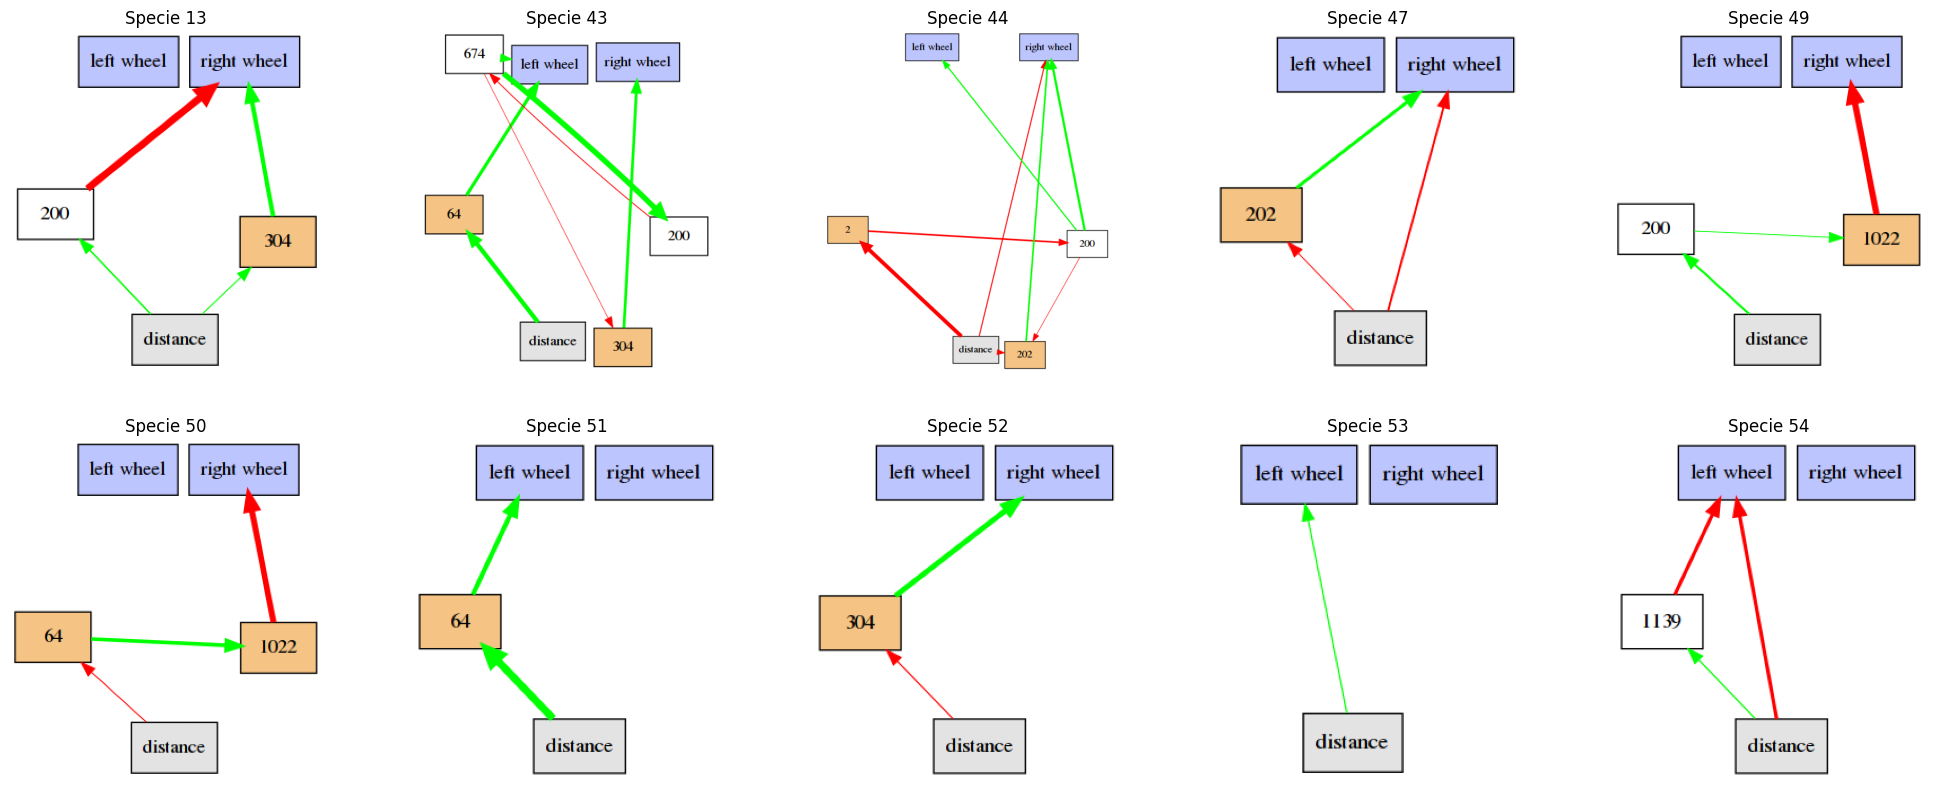 Specie 13
left wheel
right wheel
200
304
distance
Specie 43
674
left wheel
right wheel
64
200
distance
304
Specie 44
left wheel
right wheel
2
200
distance
202
Specie 47
left wheel
right wheel
202
distance
Specie 49
left wheel
right wheel
200
1022
distance
Specie 50
left wheel
right wheel
64
1022
distance
Specie 51
left wheel
right wheel
64
distance
Specie 52
left wheel
right wheel
304
distance
Specie 53
left wheel
right wheel
distance
Specie 54
left wheel
right wheel
1139
distance